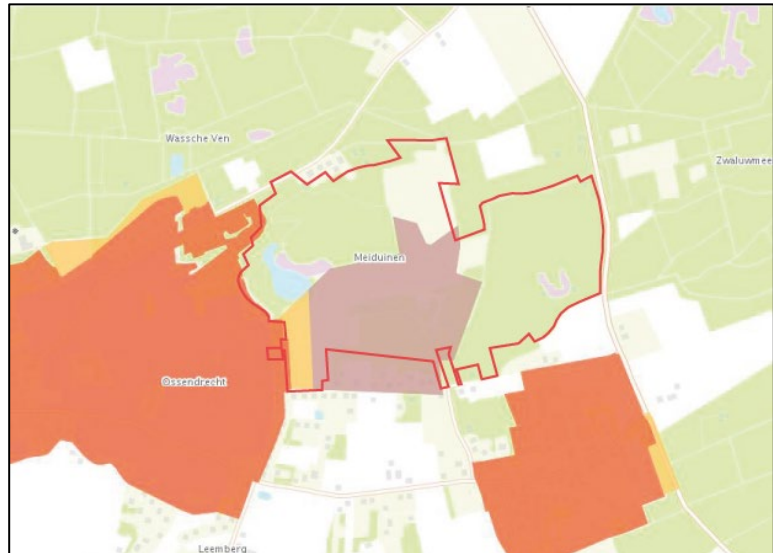 Wassche Ven
Zwaluwmee
Meiduinen
Ossendrecht
Leemberg